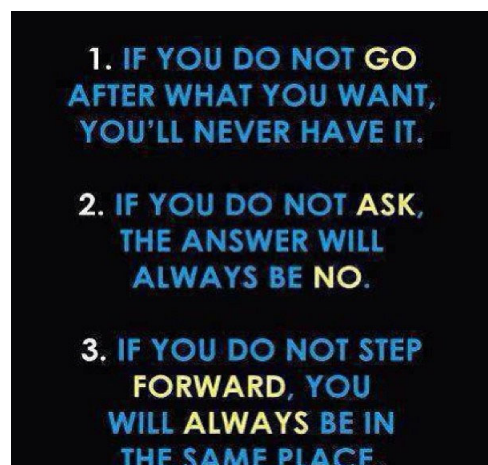 1. IF YOU DO NOT GO
AFTER WHAT YOU WANT,
YOU'LL NEVER HAVE IT.
2. IF YOU DO NOT ASK,
THE ANSWER WILL
ALWAYS BE NO.
3. IF YOU DO NOT STEP
FORWARD, YOU
WILL ALWAYS BE IN
THE SAME PLACE.